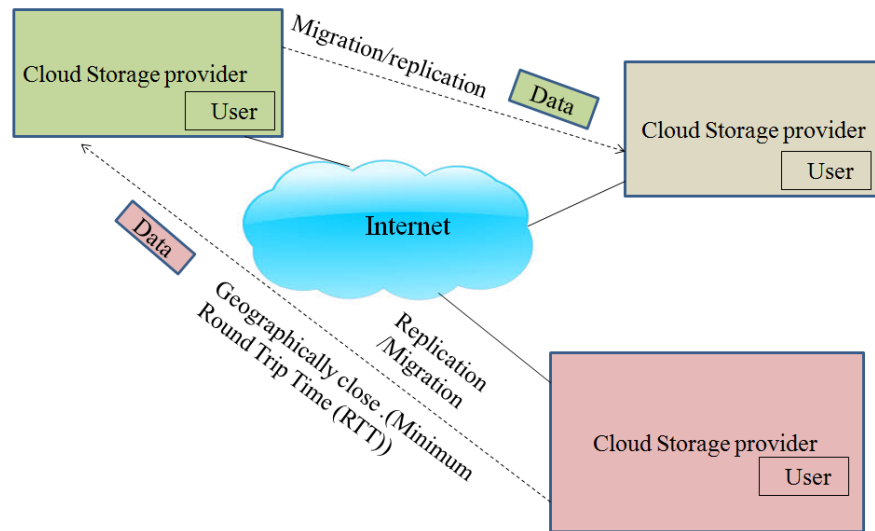 Migration/replication
Data
Cloud Storage provider
User
Cloud Storage provider
User
Internet
Data
Geographically close .(Minimum
Round Trip Time (RTT))
Replication
/Migration
Cloud Storage provider
User